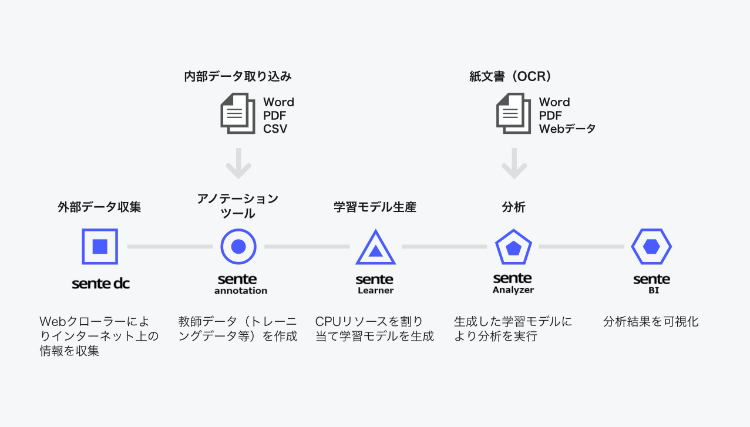 内部データ取り込み
Word
PDF
CSV
紙文書（OCR）
Word
PDF
Webデータ
外部データ収集
アノテーション
ツール
学習モデル生産
分析
sente dc
sente
annotation
sente
Learner
sente
Analyzer
sente
BI
Webクローラーによ
りインターネット上の
情報を収集
教師データ（トレーニ
ングデータ等）を作成
CPUリソースを割り
当て学習モデルを生成
生成した学習モデルに
より分析を実行
分析結果を可視化